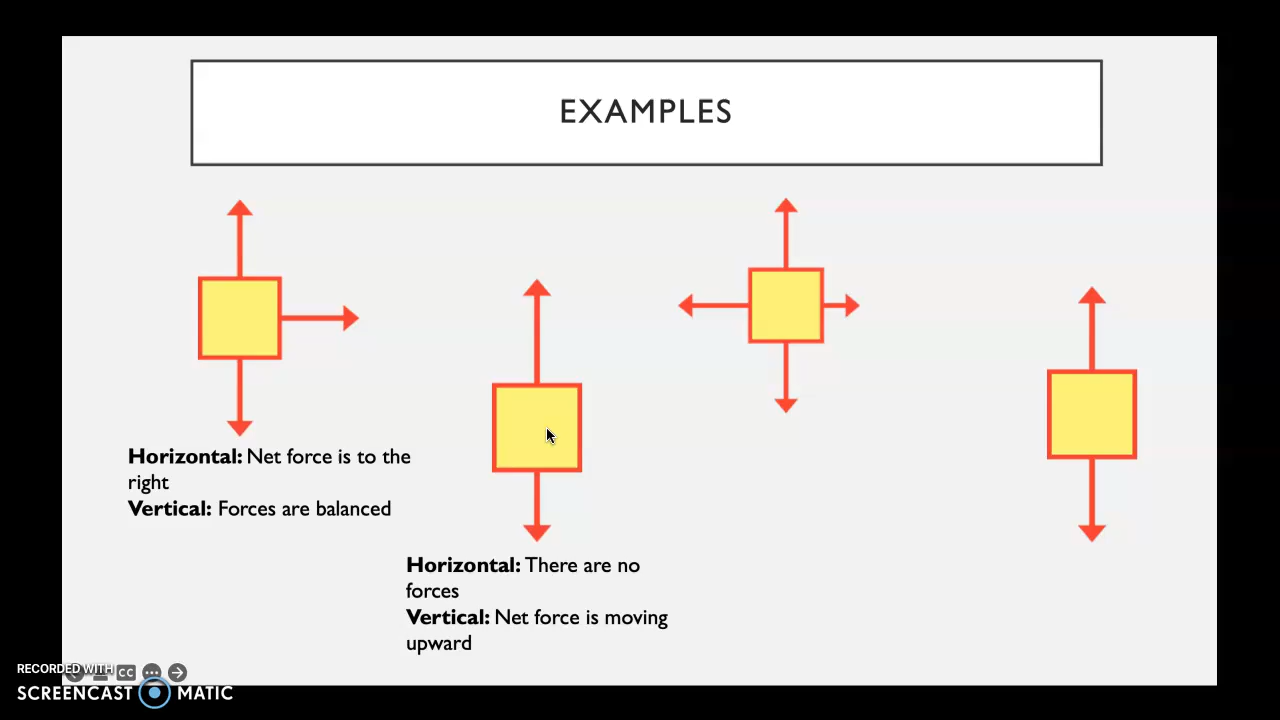 EXAMPLES
Horizontal: Net force is to the
right
Vertical: Forces are balanced
Horizontal: There are no
forces
Vertical: Net force is moving
upward
RECORDED WITH
CC
SCREENCAST MATIC